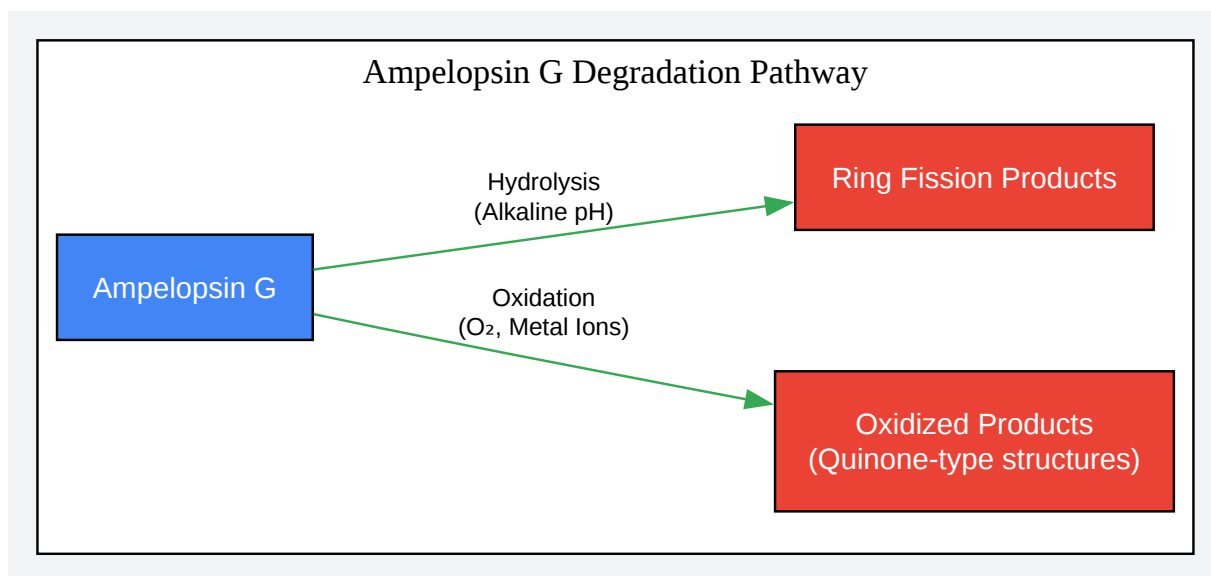 Ampelopsin G Degradation Pathway
Ring Fission Products
Hydrolysis
(Alkaline pH)
Ampelopsin G
Oxidation
(O₂, Metal Ions)
Oxidized Products
(Quinone-type structures)